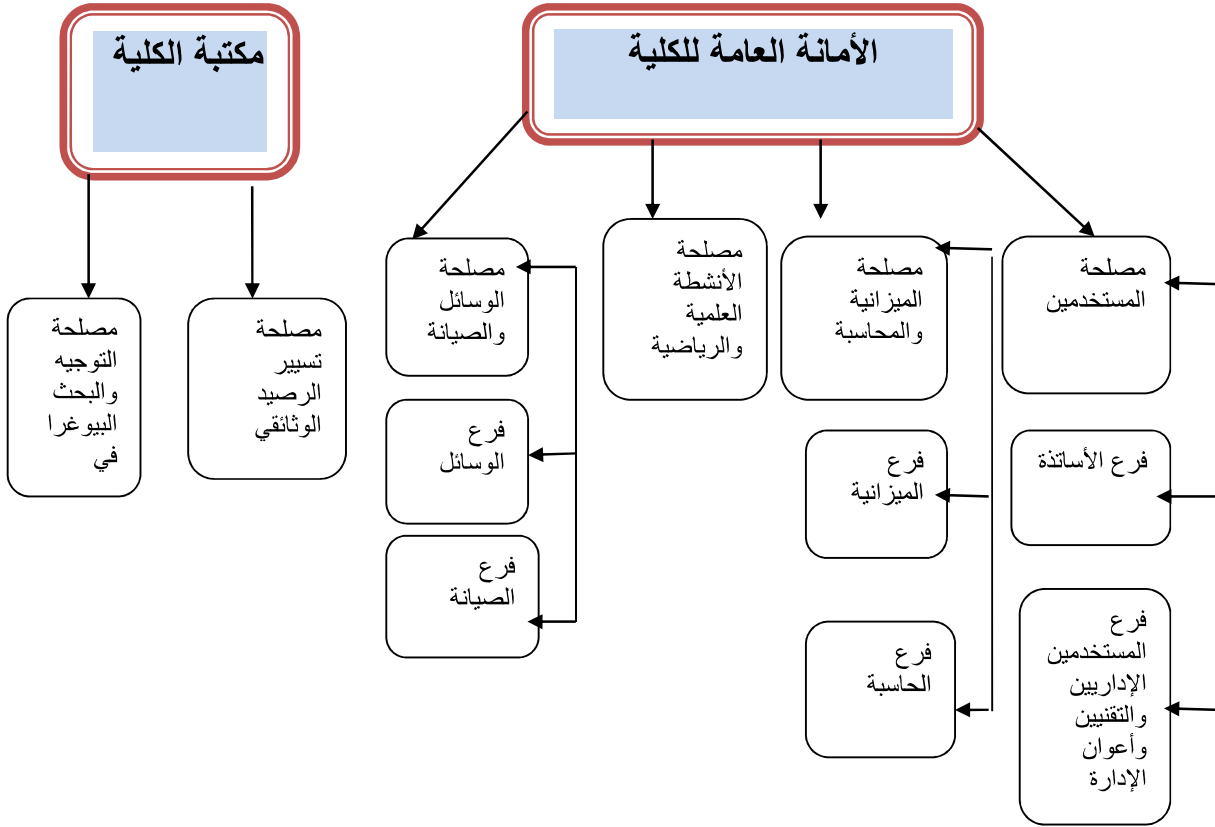 الأمانة العامة للكلية
مكتبة الكلية
مصلحة
المستخدمين
مصلحة
الميزانية
والمحاسبة
مصلحة
الأنشطة
العلمية
والرياضية
مصلحة
الوسائل
والصيانة
مصلحة
تسيير
الرصيد
الوثائقي
مصلحة
التوجيه
والبحث
البيوغرا
في
فرع الأساتذة
فرع
الميزانية
فرع
الوسائل
فرع
الصيانة
فرع
المستخدمين
الإداريين
والتقنيين
وأعوان
الإدارة
فرع
الحاسبة